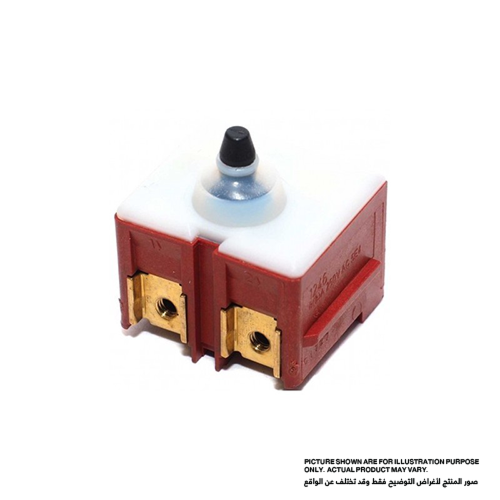 PICTURE SHOWN ARE FOR ILLUSTRATION PURPOSE
ONLY. ACTUAL PRODUCT MAY VARY.
صور المنتج لأغراض التوضيح فقط وقد تختلف عن الواقع